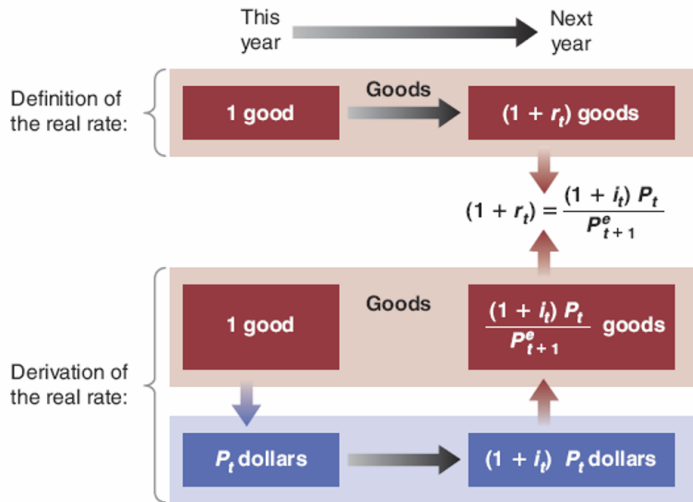 This year
Next year
Definition of the real rate:
Goods
1 good
(1 + r_t) goods
(1 + r_t) = (1 + i_t) P_t / P^e_{t+1}
Derivation of the real rate:
1 good
Goods
(1 + i_t) P_t / P^e_{t+1} goods
P_t dollars
(1 + i_t) P_t dollars